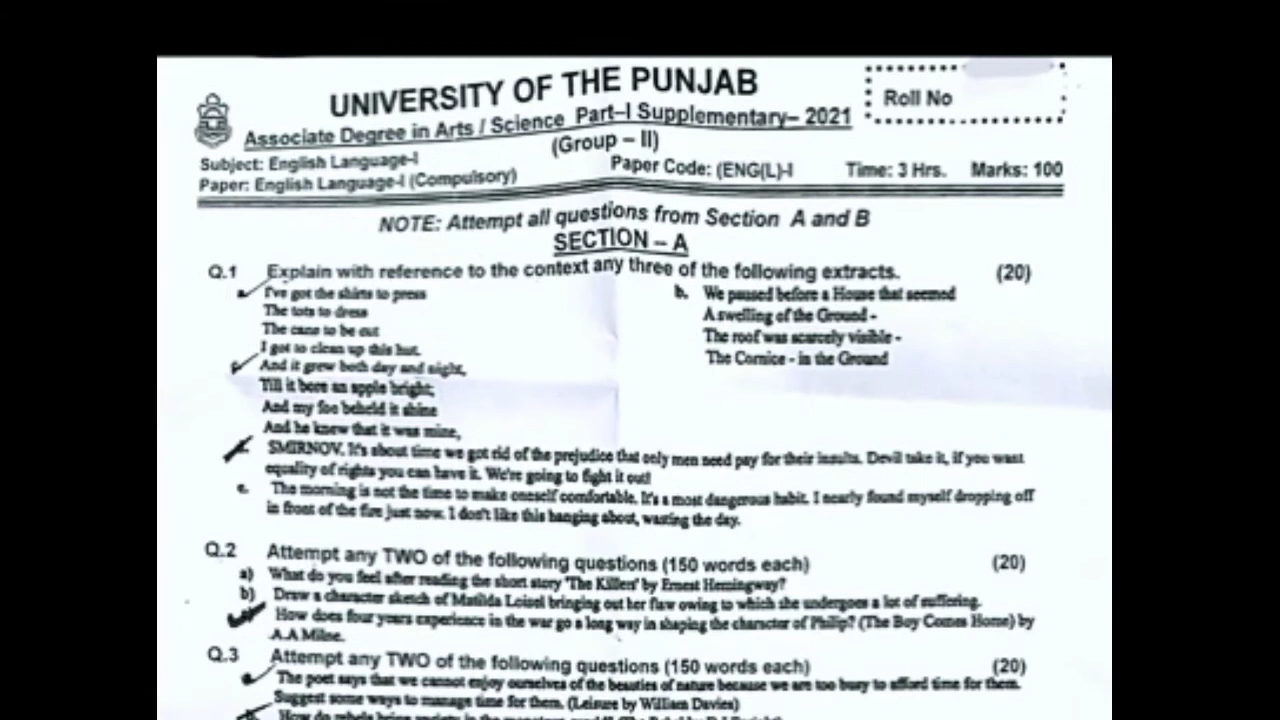 UNIVERSITY OF THE PUNJAB
Roll No
Associate Degree in Arts / Science Part–I Supplementary– 2021
(Group – II)
Subject: English Language-I
Paper: English Language-I (Compulsory)
Paper Code: (ENG(L)-I Time: 3 Hrs. Marks: 100
NOTE: Attempt all questions from Section A and B
SECTION – A
Q.1 Explain with reference to the context any three of the following extracts. (20)
I've got the shirts to press
The tots to dress
The cane to be cut
I got to clean up this hut.
b. We paused before a House that seemed
A swelling of the Ground -
The roof was scarcely visible -
The Cornice - in the Ground
And it grew both day and night,
Till it bore an apple bright;
And my foe beheld it shine
And he knew that it was mine,
SMIRNOV. It's about time we got rid of the prejudice that only men need pay for their insults. Devil take it, if you want
equality of rights you can have it. We're going to fight it out!
e. The morning is not the time to make oneself comfortable. It's a most dangerous habit. I nearly found myself dropping off
in front of the fire just now. I don't like this hanging about, wasting the day.
Q.2 Attempt any TWO of the following questions (150 words each) (20)
a) What do you feel after reading the short story 'The Killers' by Ernest Hemingway?
b) Draw a character sketch of Matilda Loisel bringing out her flaw owing to which she undergoes a lot of suffering.
How does four years experience in the war go a long way in shaping the character of Philip? (The Boy Comes Home) by
A.A Milne.
Q.3 Attempt any TWO of the following questions (150 words each) (20)
The poet says that we cannot enjoy ourselves of the beauties of nature because we are too busy to afford time for them.
Suggest some ways to manage time for them. (Leisure by William Davies)